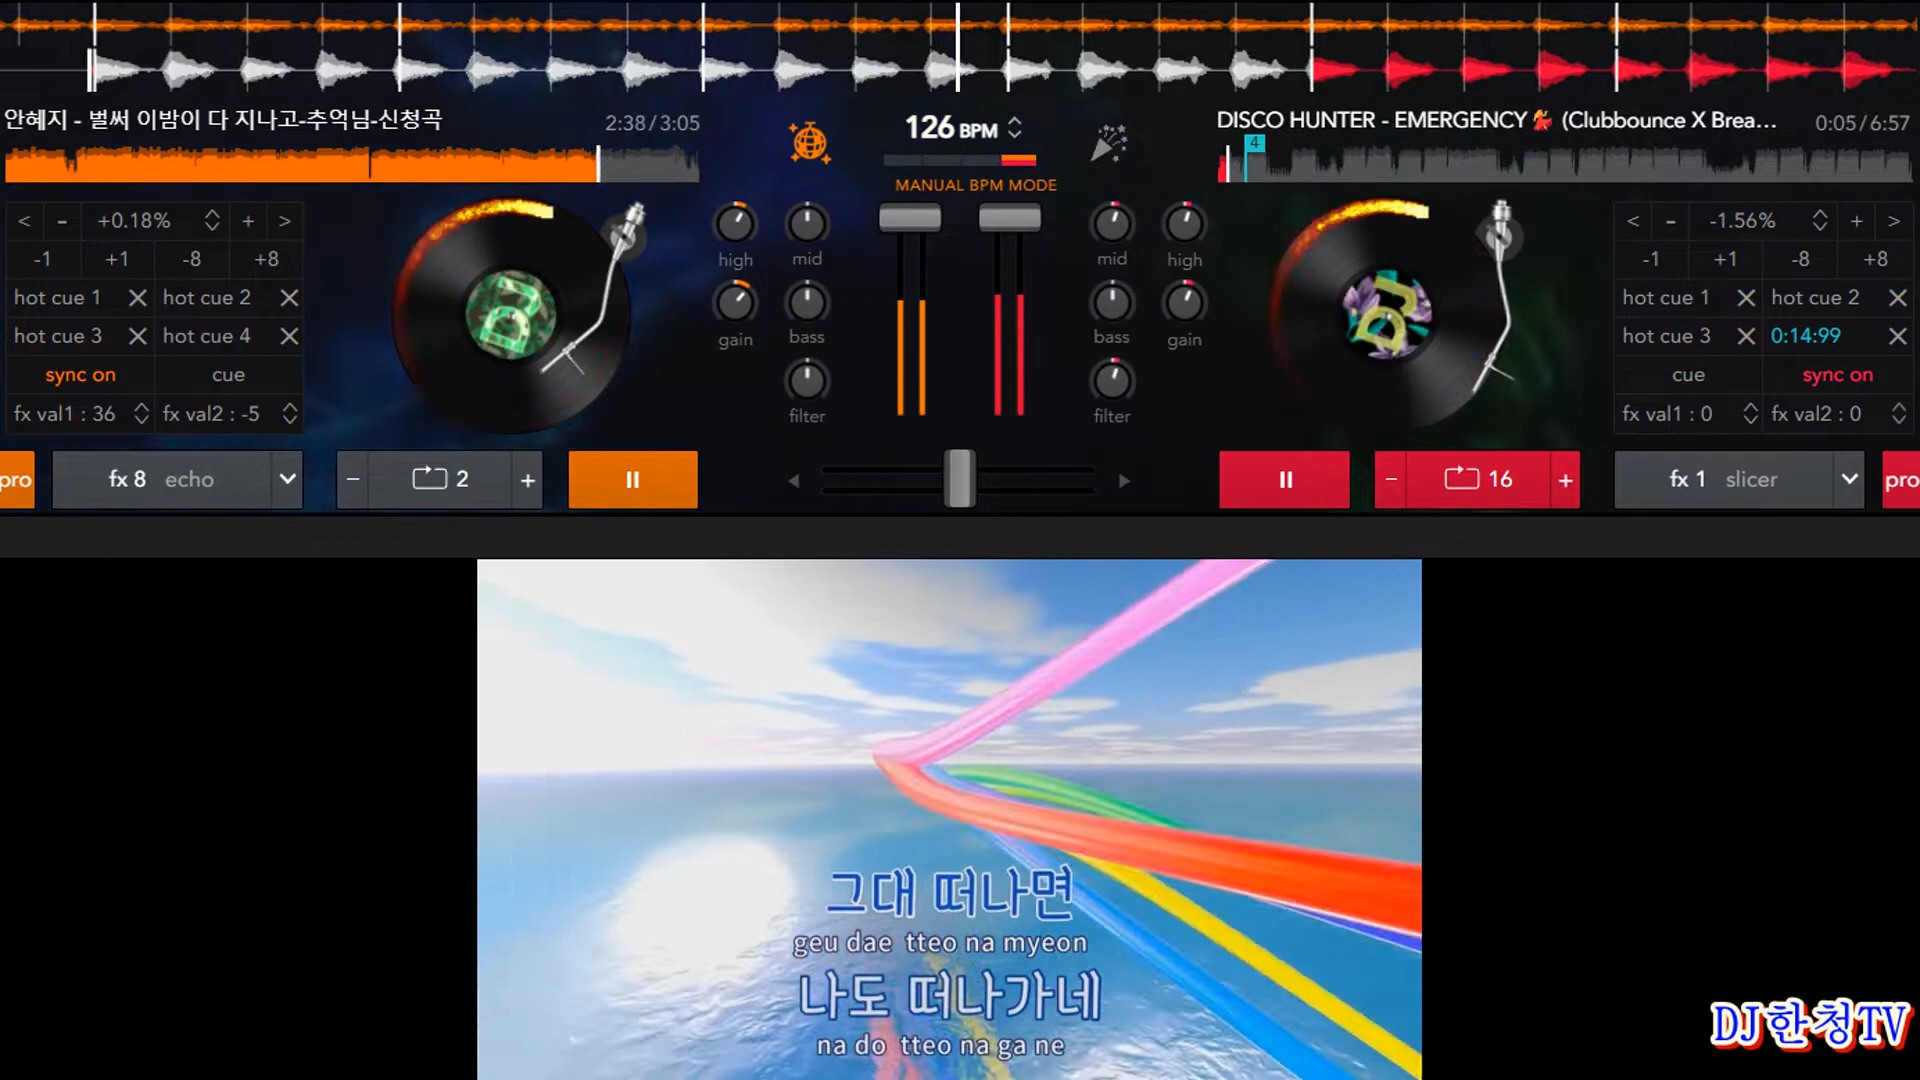 안혜지 - 벌써 이밤이 다 지나고-추억님-신청곡 2:38/3:05
126 BPM
MANUAL BPM MODE
DISCO HUNTER - EMERGENCY 💃 (Clubbounce X Brea... 0:05/6:57
4
< - +0.18% + >
-1 +1 -8 +8
hot cue 1 hot cue 2
hot cue 3 hot cue 4
sync on cue
fx val1 : 36 fx val2 : -5
high mid
gain bass
filter
mid high
bass gain
filter
< - -1.56% + >
-1 +1 -8 +8
hot cue 1 hot cue 2
hot cue 3 0:14:99
cue sync on
fx val1 : 0 fx val2 : 0
pro fx 8 echo - 2 +
- 16 + fx 1 slicer pro
그대 떠나면
geu dae tteo na myeon
나도 떠나가네
na do tteo na ga ne
DJ한청TV